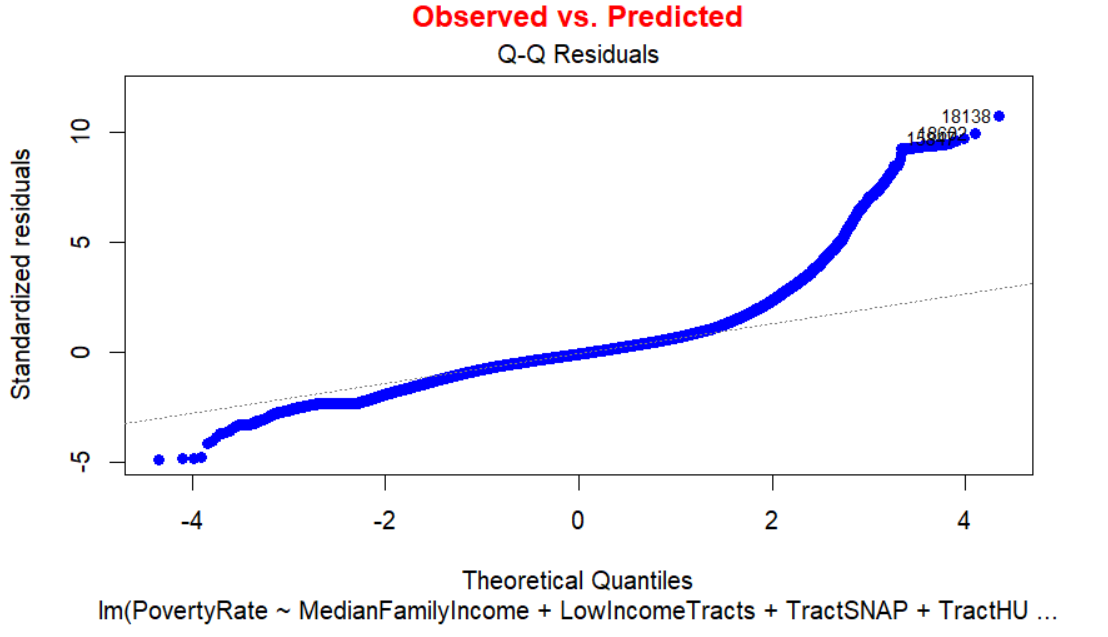 Observed vs. Predicted
Q-Q Residuals
Standardized residuals
10
5
0
-5
18138
-4
-2
0
2
4
Theoretical Quantiles
lm(PovertyRate ~ MedianFamilyIncome + LowIncomeTracts + TractSNAP + TractHU ...